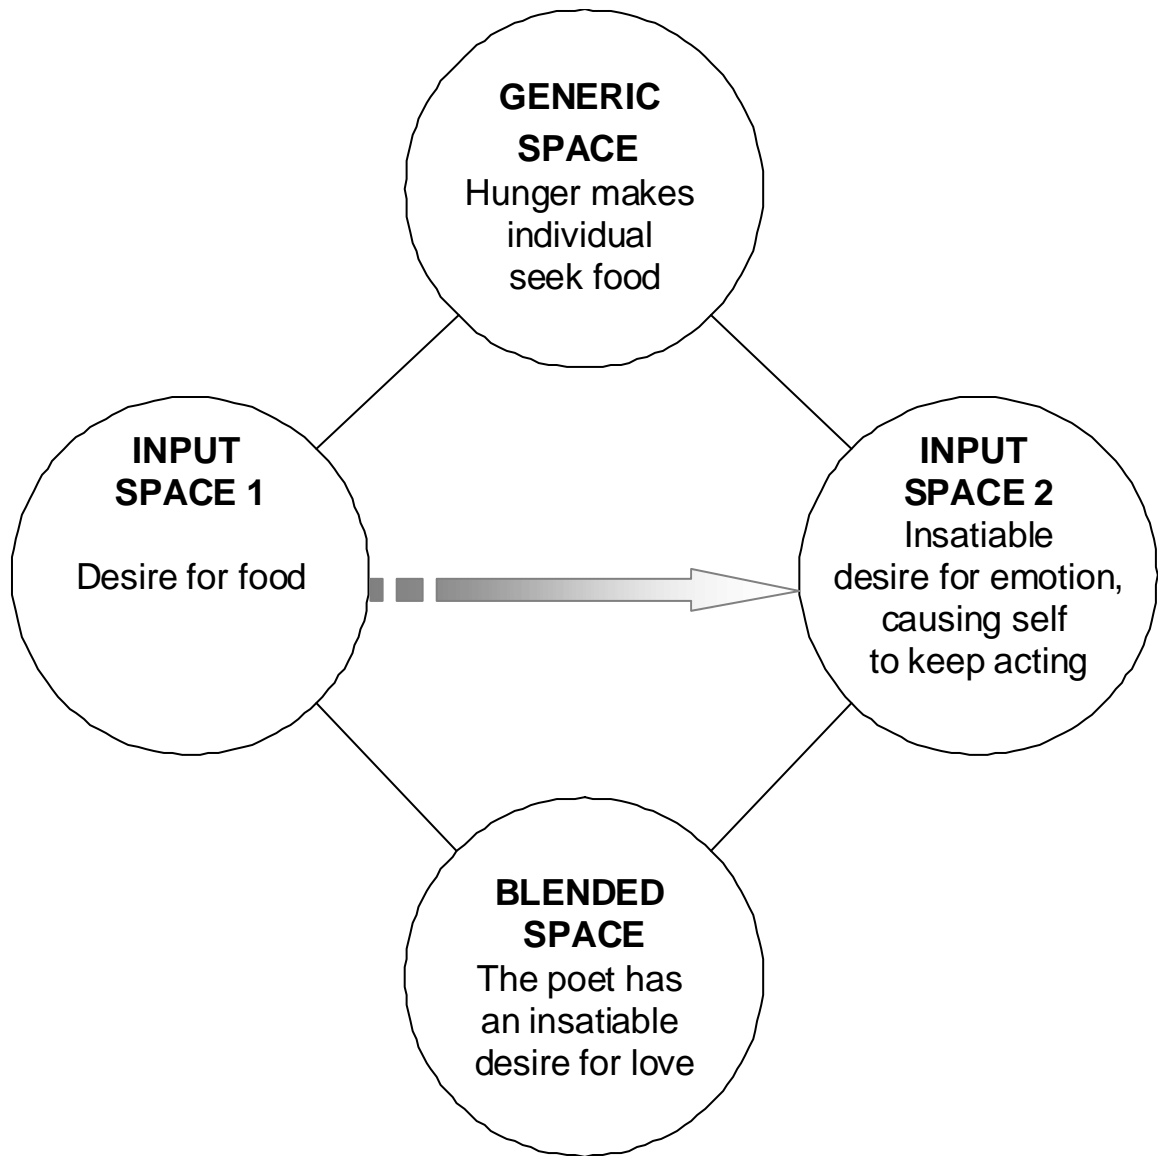 GENERIC
SPACE
Hunger makes
individual
seek food
INPUT
SPACE 1
Desire for food
INPUT
SPACE 2
Insatiable
desire for emotion,
causing self
to keep acting
BLENDED
SPACE
The poet has
an insatiable
desire for love